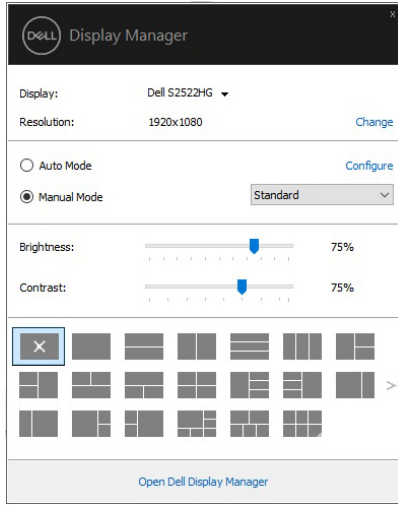 x
DELL Display Manager
Display: Dell S2522HG
Resolution: 1920x1080 Change
Auto Mode Configure
Manual Mode Standard
Brightness: 75%
Contrast: 75%
Open Dell Display Manager